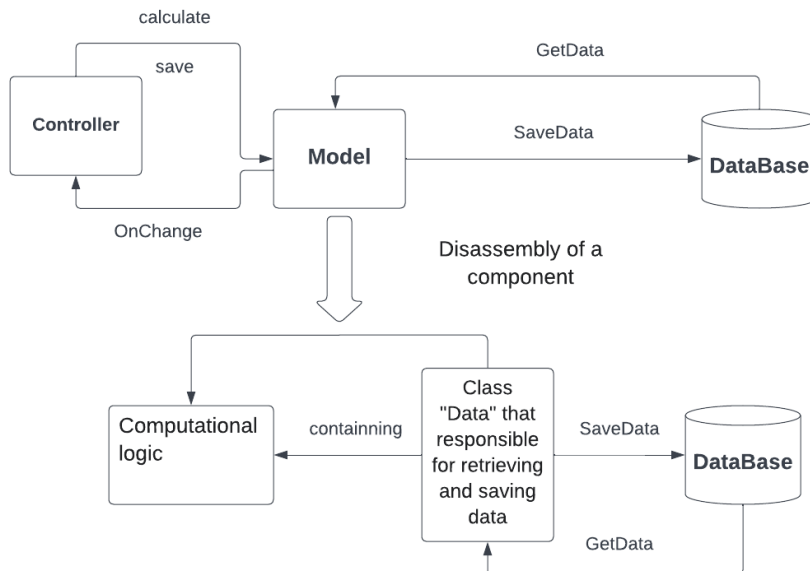 calculate
GetData
save
Controller
SaveData
Model
DataBase
OnChange
Disassembly of a
component
Class
"Data" that
responsible
for retrieving
and saving
data
Computational
logic
containning
SaveData
DataBase
GetData